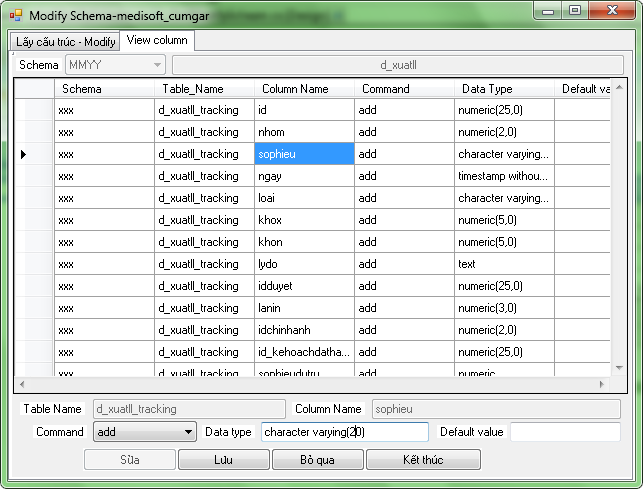 Modify Schema-medisoft_cumgar
Lấy cấu trúc - Modify View column
Schema MMYY d_xuatll
Schema Table_Name Column Name Command Data Type Default va
xxx d_xuatll_tracking id add numeric(25,0)
xxx d_xuatll_tracking nhom add numeric(2,0)
xxx d_xuatll_tracking sophieu add character varying...
xxx d_xuatll_tracking ngay add timestamp withou...
xxx d_xuatll_tracking loai add character varying...
xxx d_xuatll_tracking khox add numeric(5,0)
xxx d_xuatll_tracking khon add numeric(5,0)
xxx d_xuatll_tracking lydo add text
xxx d_xuatll_tracking idduyet add numeric(25,0)
xxx d_xuatll_tracking lanin add numeric(3,0)
xxx d_xuatll_tracking idchinhanh add numeric(2,0)
xxx d_xuatll_tracking id_kehoachdatha... add numeric(25,0)
xxx d_xuatll_tracking sophieudutru add numeric
Table Name d_xuatll_tracking Column Name sophieu
Command add Data type character varying(20) Default value
Sửa Lưu Bỏ qua Kết thúc